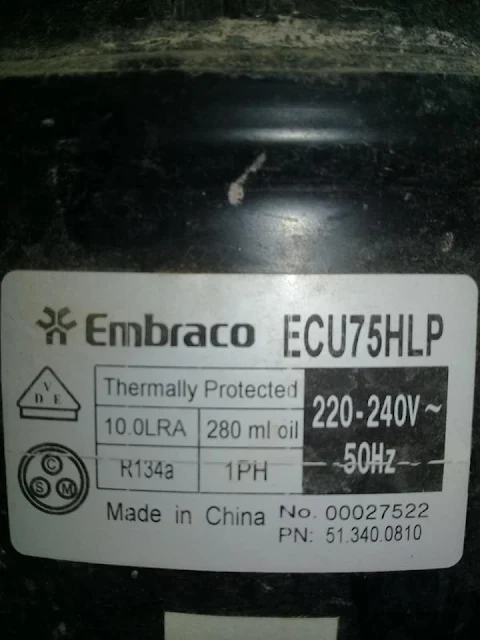 Embraco ECU75HLP
V
D E
Thermally Protected
10.0LRA 280 ml oil
220-240V~
R134a 1PH
50Hz
C
S M
Made in China No. 00027522
PN: 51.340.0810